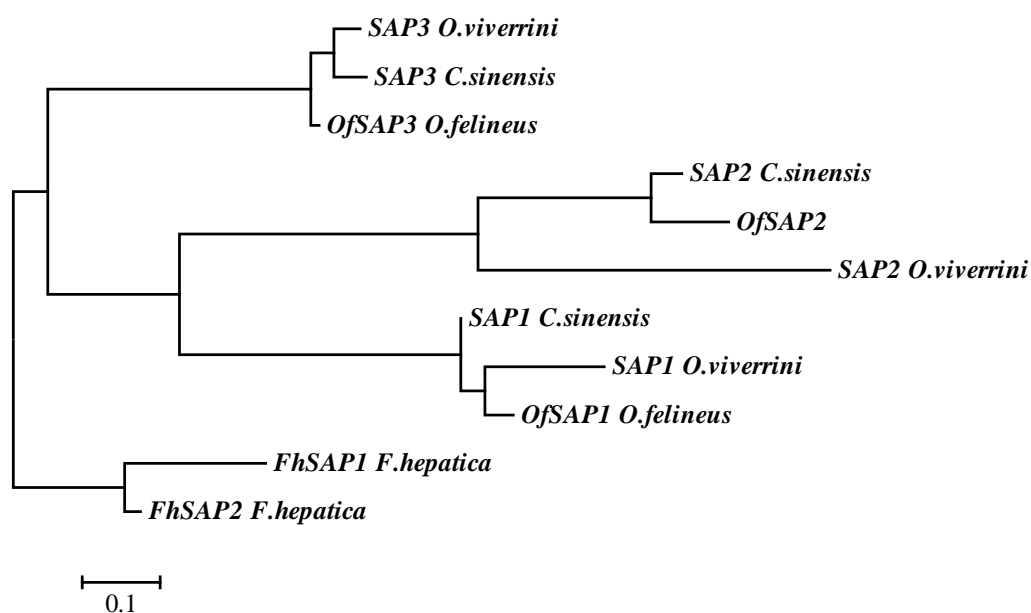 SAP3 O.viverrini
SAP3 C.sinensis
OfSAP3 O.felineus
SAP2 C.sinensis
OfSAP2
SAP2 O.viverrini
SAP1 C.sinensis
SAP1 O.viverrini
OfSAP1 O.felineus
FhSAP1 F.hepatica
FhSAP2 F.hepatica
0.1